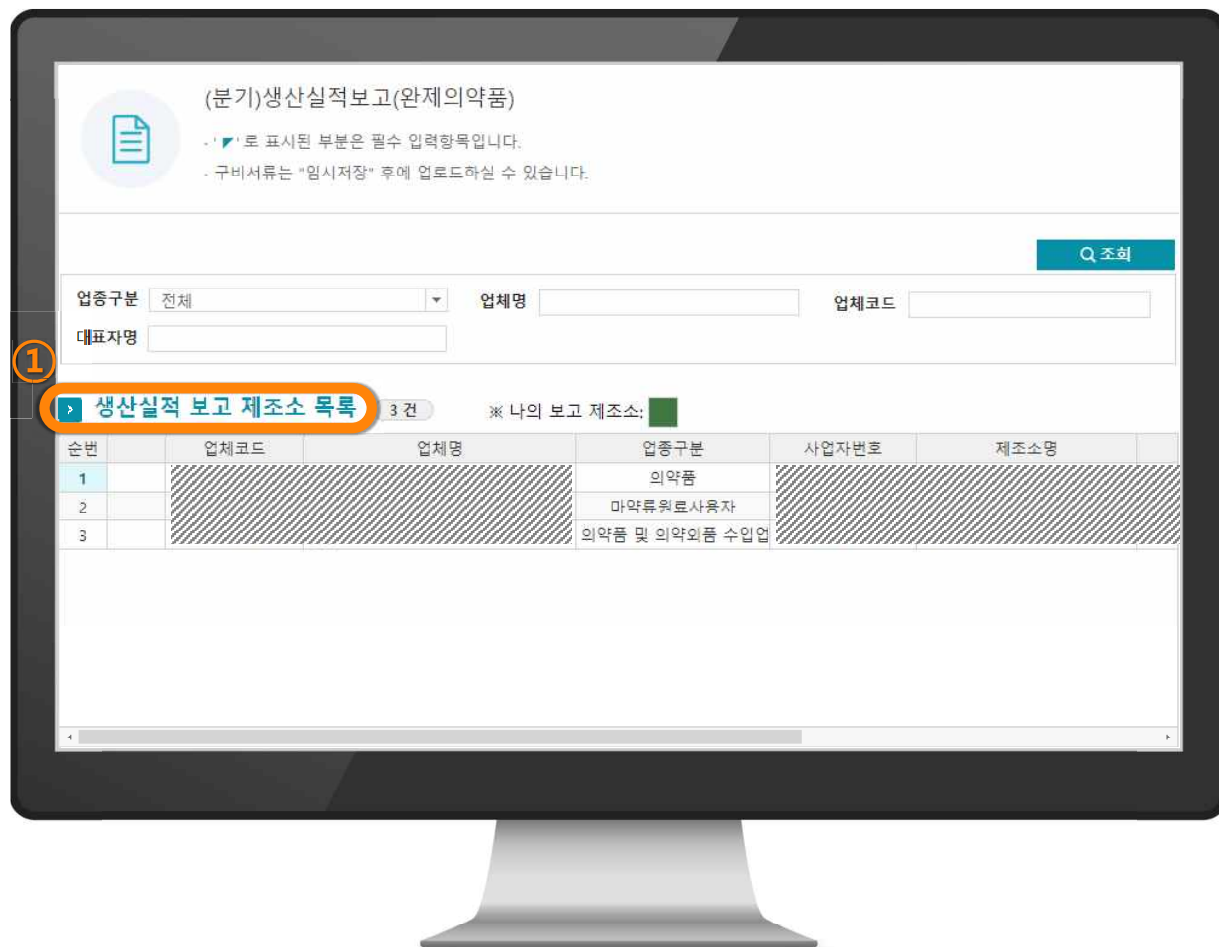 (분기)생산실적보고(완제의약품)
- '◤'로 표시된 부분은 필수 입력항목입니다.
- 구비서류는 "임시저장" 후에 업로드하실 수 있습니다.
조회
업종구분 전체 업체명 업체코드
대표자명
①
생산실적 보고 제조소 목록 3 건 ※ 나의 보고 제조소:
순번 업체코드 업체명 업종구분 사업자번호 제조소명
1 의약품
2 마약류원료사용자
3 의약품 및 의약외품 수입업